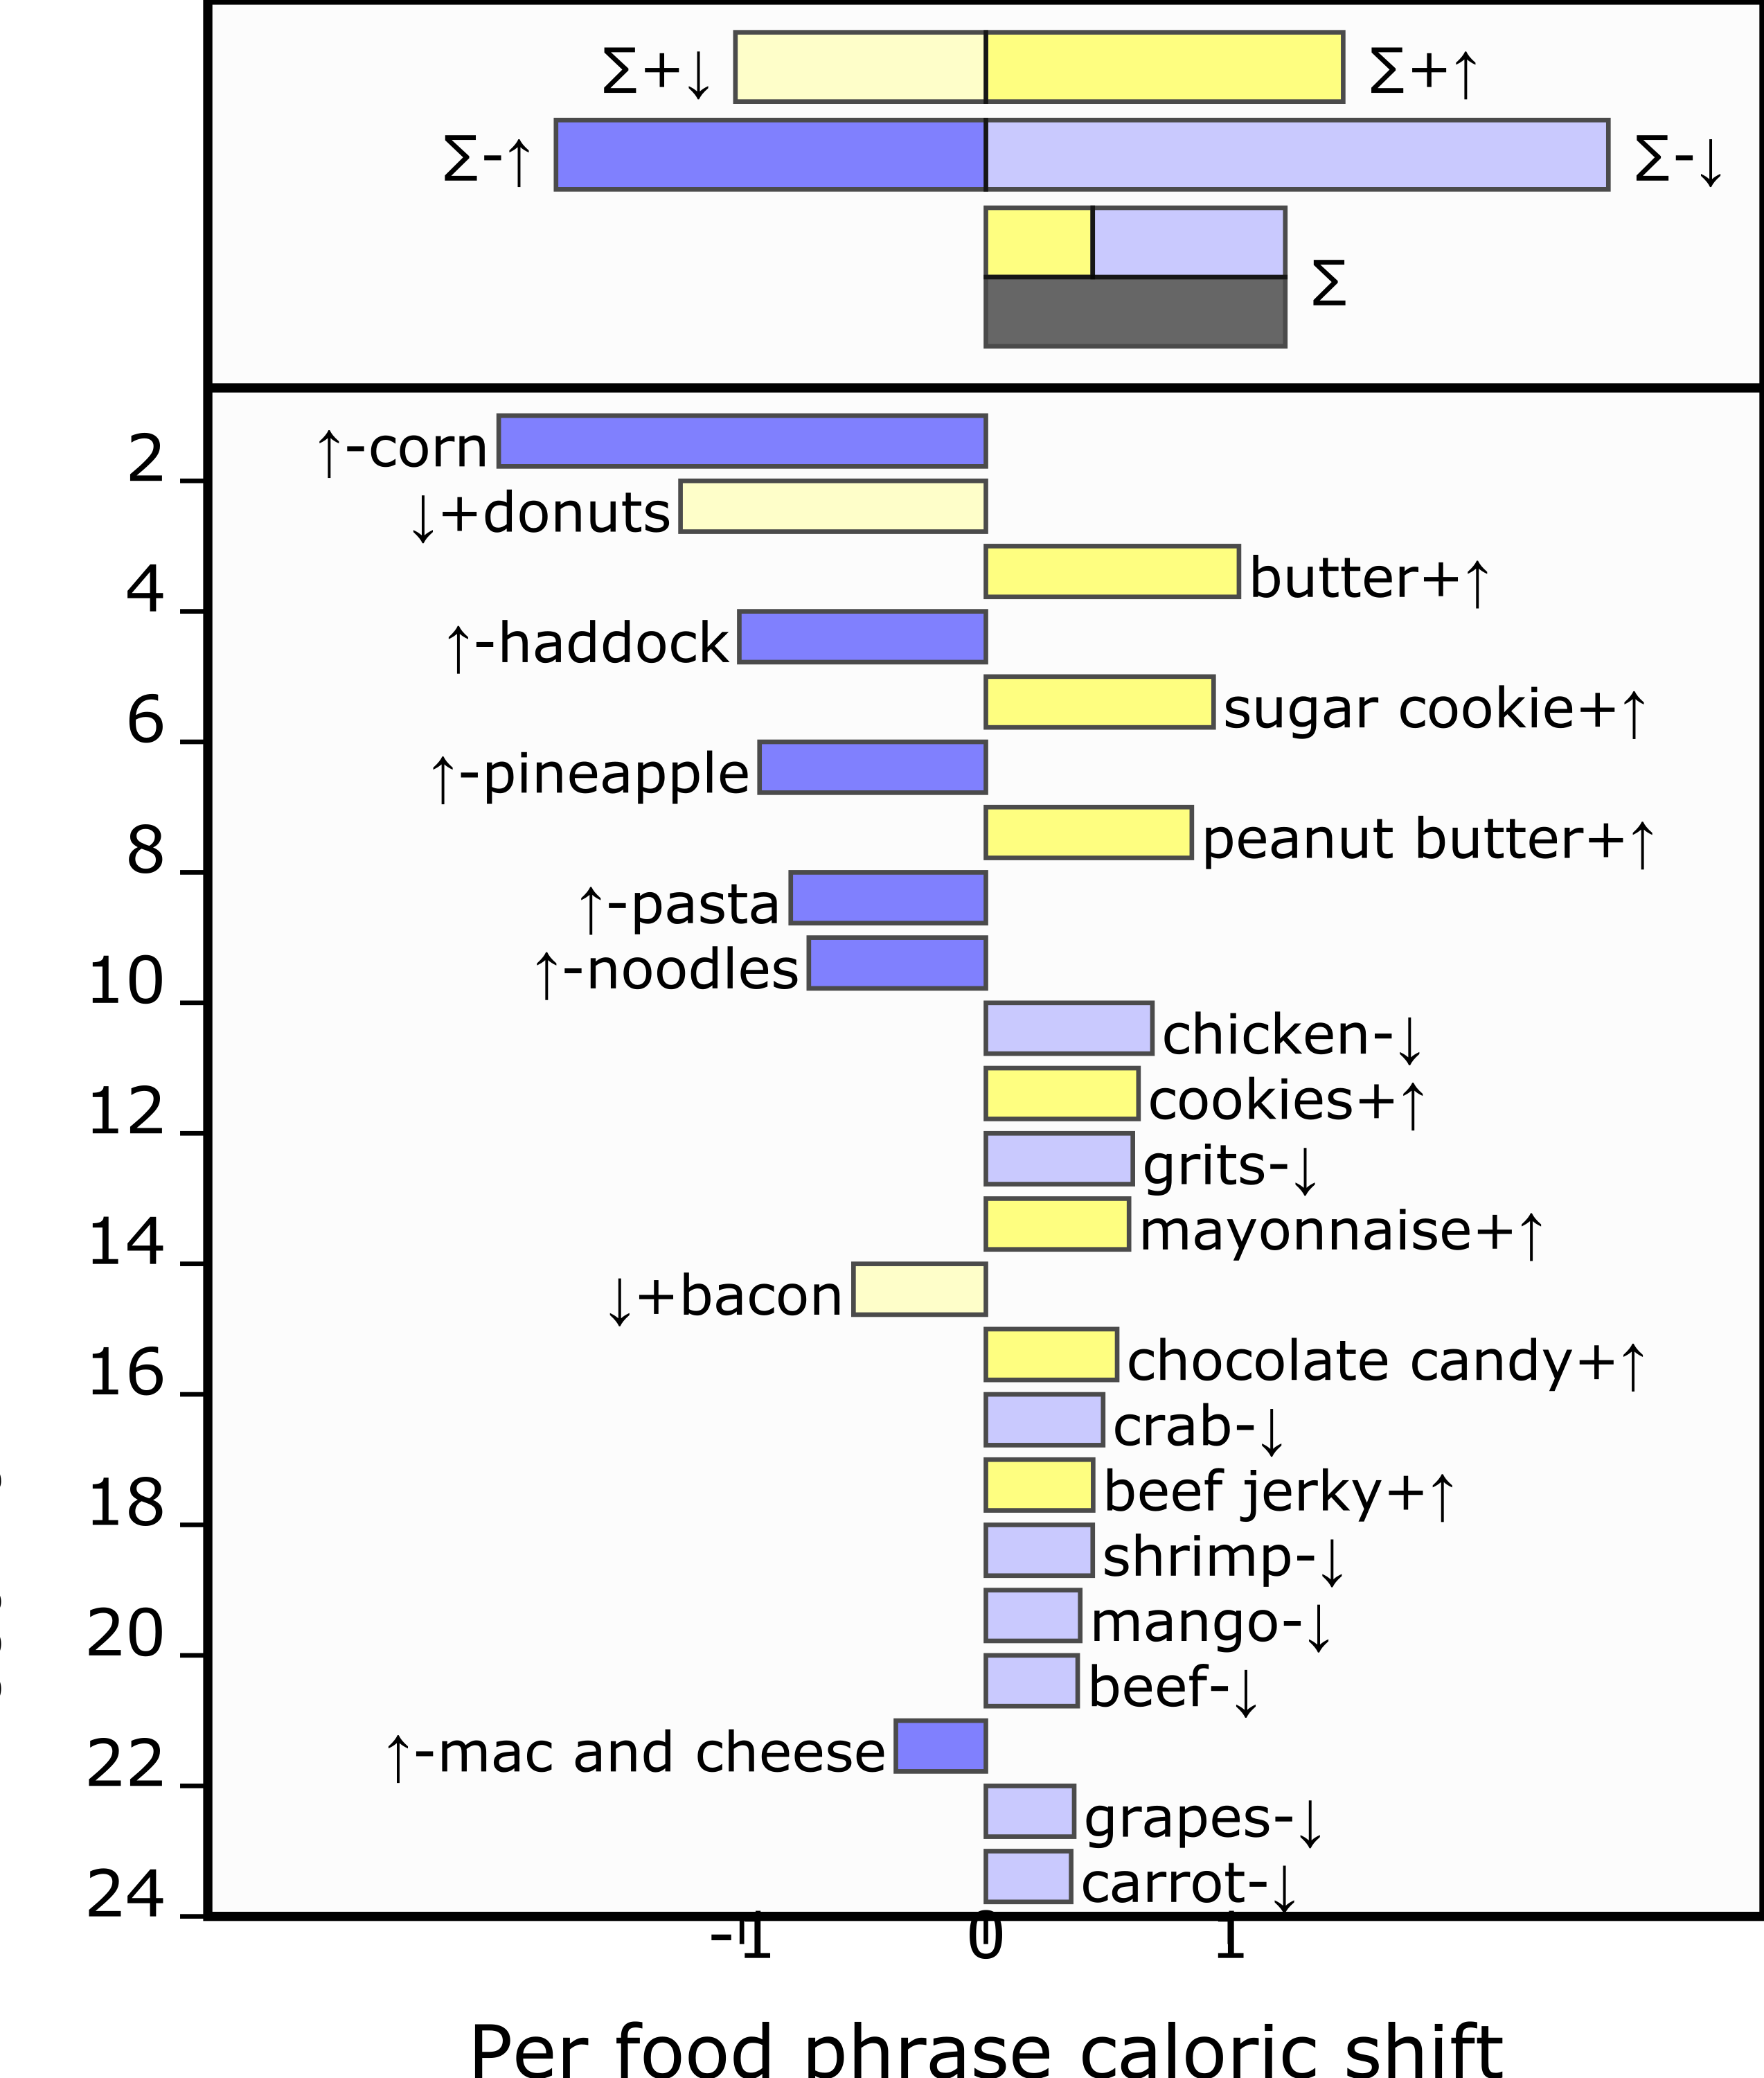 ∑+↓ ∑+↑
∑-↑ ∑-↓
∑
2
↑-corn
↓+donuts
4
butter+↑
↑-haddock
6
sugar cookie+↑
↑-pineapple
8
peanut butter+↑
↑-pasta
10
↑-noodles
chicken-↓
12
cookies+↑
grits-↓
14
mayonnaise+↑
↓+bacon
16
chocolate candy+↑
crab-↓
18
beef jerky+↑
shrimp-↓
20
mango-↓
beef-↓
22
↑-mac and cheese
grapes-↓
24
carrot-↓
-1 0 1
Per food phrase caloric shift